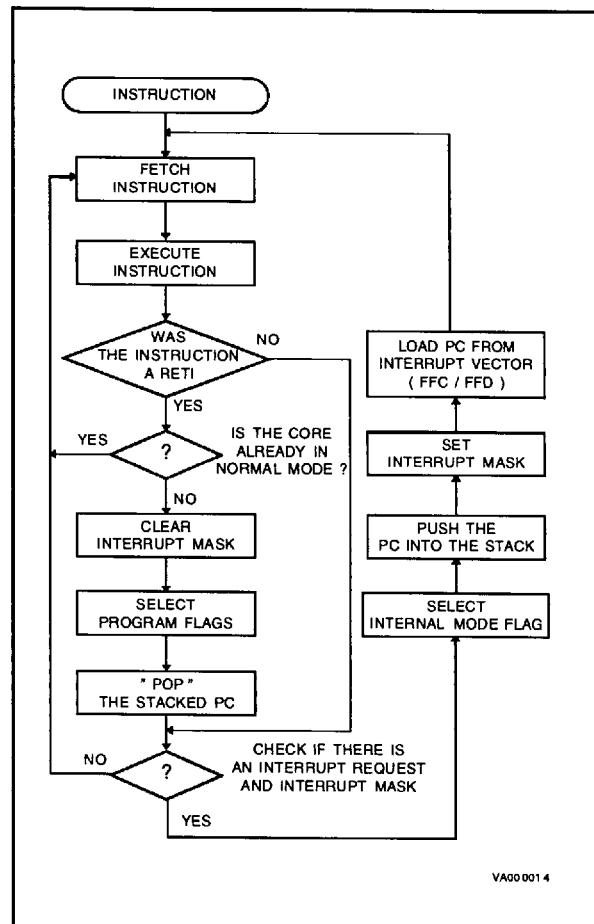 INSTRUCTION
FETCH
INSTRUCTION
EXECUTE
INSTRUCTION
WAS
THE INSTRUCTION
A RETI
NO
YES
YES
?
IS THE CORE
ALREADY IN
NORMAL MODE ?
NO
CLEAR
INTERRUPT MASK
SELECT
PROGRAM FLAGS
" POP "
THE STACKED PC
NO
?
CHECK IF THERE IS
AN INTERRUPT REQUEST
AND INTERRUPT MASK
YES
LOAD PC FROM
INTERRUPT VECTOR
( FFC / FFD )
SET
INTERRUPT MASK
PUSH THE
PC INTO THE STACK
SELECT
INTERNAL MODE FLAG
VA000014